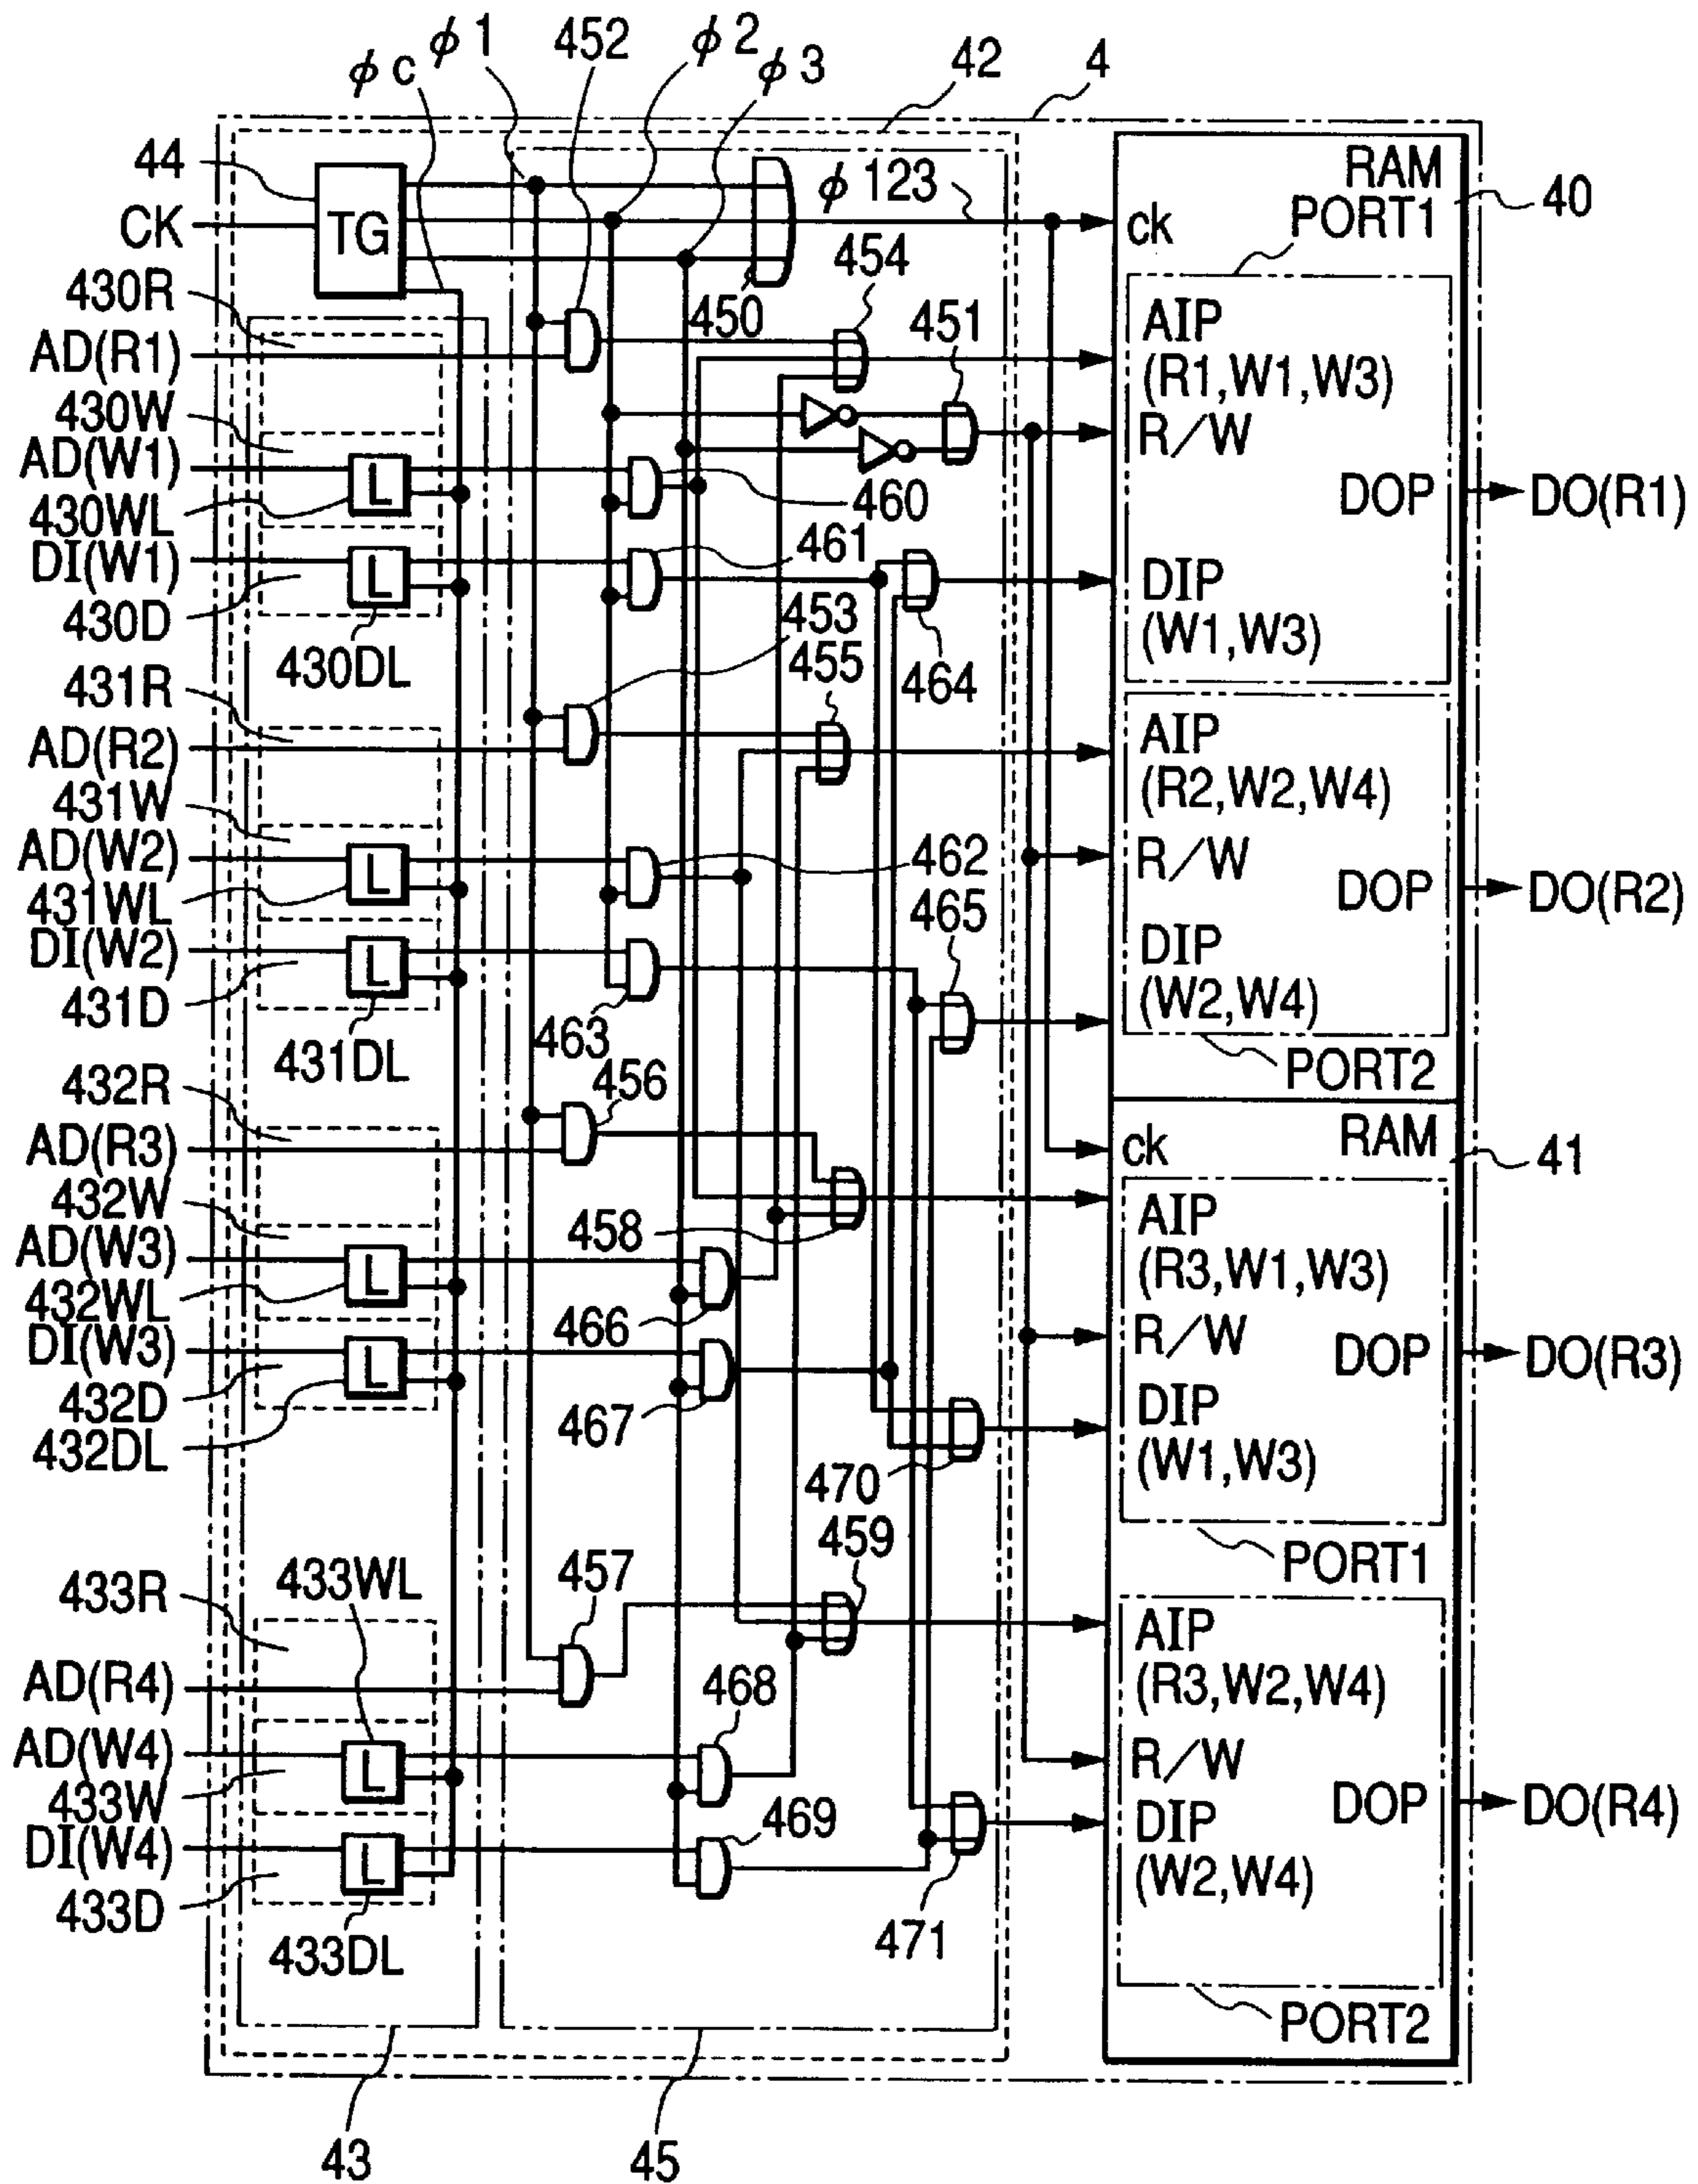 φc
φ1
452
φ2
φ3
42
4
44
CK
TG
φ123
ck
RAM
40
PORT1
430R
AD(R1)
430W
AD(W1)
L
430WL
DI(W1)
L
430D
430DL
450
454
451
460
461
453
455
464
AIP
(R1,W1,W3)
R/W
DOP
DO(R1)
DIP
(W1,W3)
431R
AD(R2)
431W
AD(W2)
L
431WL
DI(W2)
L
431D
431DL
462
465
463
AIP
(R2,W2,W4)
R/W
DOP
DO(R2)
DIP
(W2,W4)
PORT2
432R
AD(R3)
432W
AD(W3)
L
432WL
DI(W3)
L
432D
432DL
456
458
466
467
470
459
ck
RAM
41
AIP
(R3,W1,W3)
R/W
DOP
DO(R3)
DIP
(W1,W3)
PORT1
433R
433WL
AD(R4)
AD(W4)
L
433W
DI(W4)
L
433D
433DL
457
468
469
471
AIP
(R3,W2,W4)
R/W
DOP
DO(R4)
DIP
(W2,W4)
PORT2
43
45